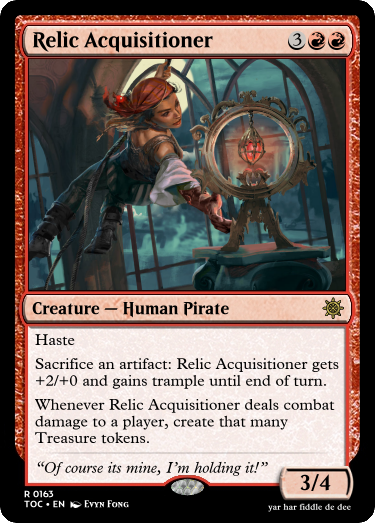 Relic Acquisitioner 3
Creature — Human Pirate
Haste
Sacrifice an artifact: Relic Acquisitioner gets
+2/+0 and gains trample until end of turn.
Whenever Relic Acquisitioner deals combat
damage to a player, create that many
Treasure tokens.
“Of course its mine, I’m holding it!”
3/4
R 0163
TOC • EN Evyn Fong
yar har fiddle de dee